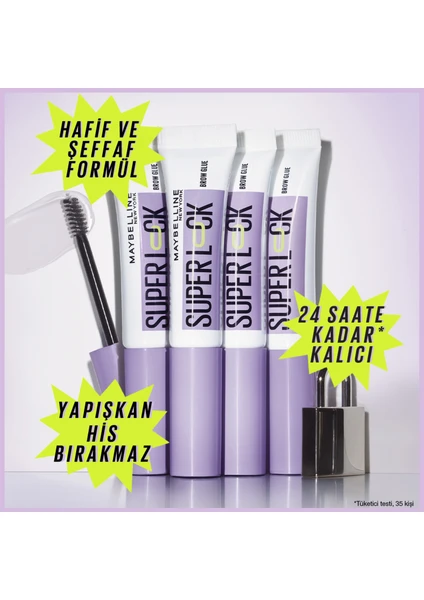 HAFİF VE
ŞEFFAF
FORMÜL
MAYBELLINE
NEW YORK
SUPER LOCK
BROW GLUE
MAYBELLINE
NEW YORK
SUPER LOCK
BROW GLUE
SUPER LOCK
BROW GLUE
SUPER LOCK
BROW GLUE
24 SAATE
KADAR*
KALICI
YAPIŞKAN
HİS
BIRAKMAZ
*Tüketici testi, 35 kişi